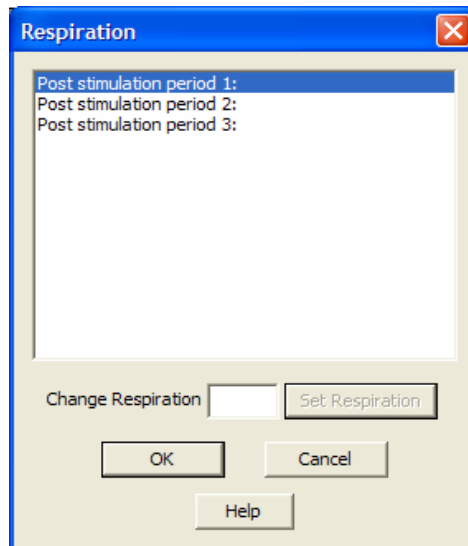 Respiration
Post stimulation period 1:
Post stimulation period 2:
Post stimulation period 3:
Change Respiration Set Respiration
OK Cancel
Help